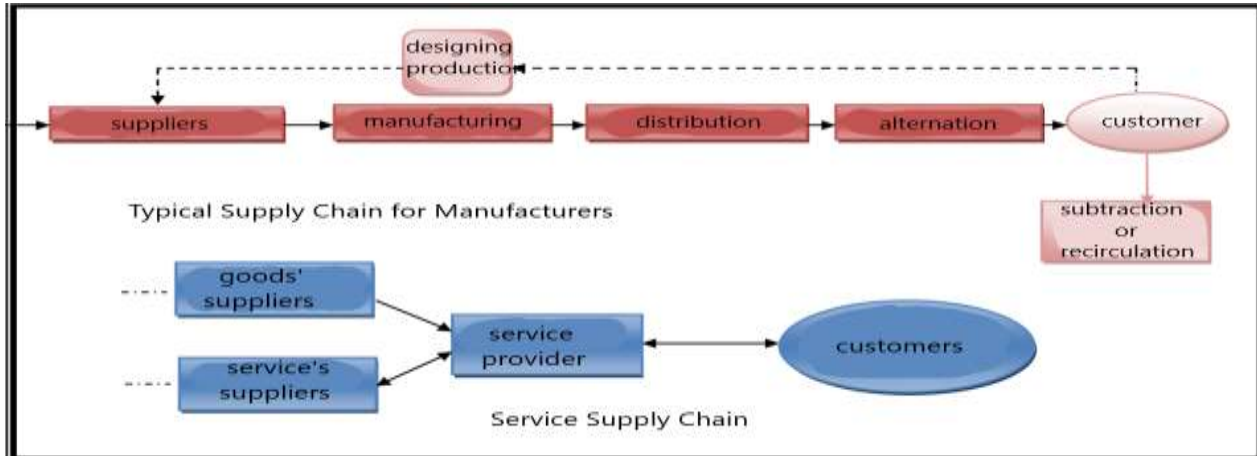 designing
production
suppliers
manufacturing
distribution
alternation
customer
Typical Supply Chain for Manufacturers
subtraction
or
recirculation
goods'
suppliers
service
provider
customers
service's
suppliers
Service Supply Chain